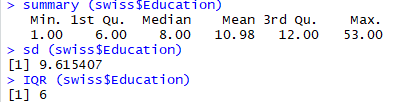 > summary (swiss$Education)
Min. 1st Qu. Median Mean 3rd Qu. Max.
1.00 6.00 8.00 10.98 12.00 53.00
> sd (swiss$Education)
[1] 9.615407
> IQR (swiss$Education)
[1] 6